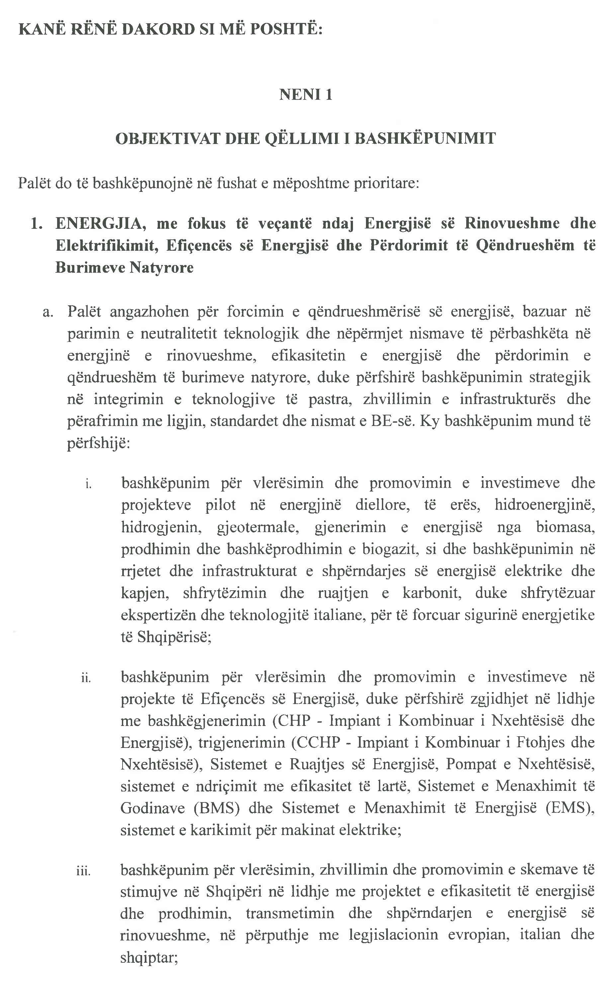 KANË RËNË DAKORD SI MË POSHTË:
NENI 1
OBJEKTIVAT DHE QËLLIMI I BASHKËPUNIMIT
Palët do të bashkëpunojnë në fushat e mëposhtme prioritare:
1. ENERGJIA, me fokus të veçantë ndaj Energjisë së Rinovueshme dhe
Elektrifikimit, Efiçencës së Energjisë dhe Përdorimit të Qëndrueshëm të
Burimeve Natyrore
a. Palët angazhohen për forcimin e qëndrueshmërisë së energjisë, bazuar në
parimin e neutralitetit teknologjik dhe nëpërmjet nismave të përbashkëta në
energjinë e rinovueshme, efikasitetin e energjisë dhe përdorimin e
qëndrueshëm të burimeve natyrore, duke përfshirë bashkëpunimin strategjik
në integrimin e teknologjive të pastra, zhvillimin e infrastrukturës dhe
përafrimin me ligjin, standardet dhe nismat e BE-së. Ky bashkëpunim mund të
përfshijë:
i. bashkëpunim për vlerësimin dhe promovimin e investimeve dhe
projekteve pilot në energjinë diellore, të erës, hidroenergjinë,
hidrogjenin, gjeotermale, gjenerimin e energjisë nga biomasa,
prodhimin dhe bashkëprodhimin e biogazit, si dhe bashkëpunimin në
rrjetet dhe infrastrukturat e shpërndarjes së energjisë elektrike dhe
kapjen, shfrytëzimin dhe ruajtjen e karbonit, duke shfrytëzuar
ekspertizën dhe teknologjitë italiane, për të forcuar sigurinë energjetike
të Shqipërisë;
ii. bashkëpunim për vlerësimin dhe promovimin e investimeve në
projekte të Efiçencës së Energjisë, duke përfshirë zgjidhjet në lidhje
me bashkëgjenerimin (CHP - Impiant i Kombinuar i Nxehtësisë dhe
Energjisë), trigjenerimin (CCHP - Impiant i Kombinuar i Ftohjes dhe
Nxehtësisë), Sistemet e Ruajtjes së Energjisë, Pompat e Nxehtësisë,
sistemet e ndriçimit me efikasitet të lartë, Sistemet e Menaxhimit të
Godinave (BMS) dhe Sistemet e Menaxhimit të Energjisë (EMS),
sistemet e karikimit për makinat elektrike;
iii. bashkëpunim për vlerësimin, zhvillimin dhe promovimin e skemave të
stimujve në Shqipëri në lidhje me projektet e efikasitetit të energjisë
dhe prodhimin, transmetimin dhe shpërndarjen e energjisë së
rinovueshme, në përputhje me legjislacionin evropian, italian dhe
shqiptar;